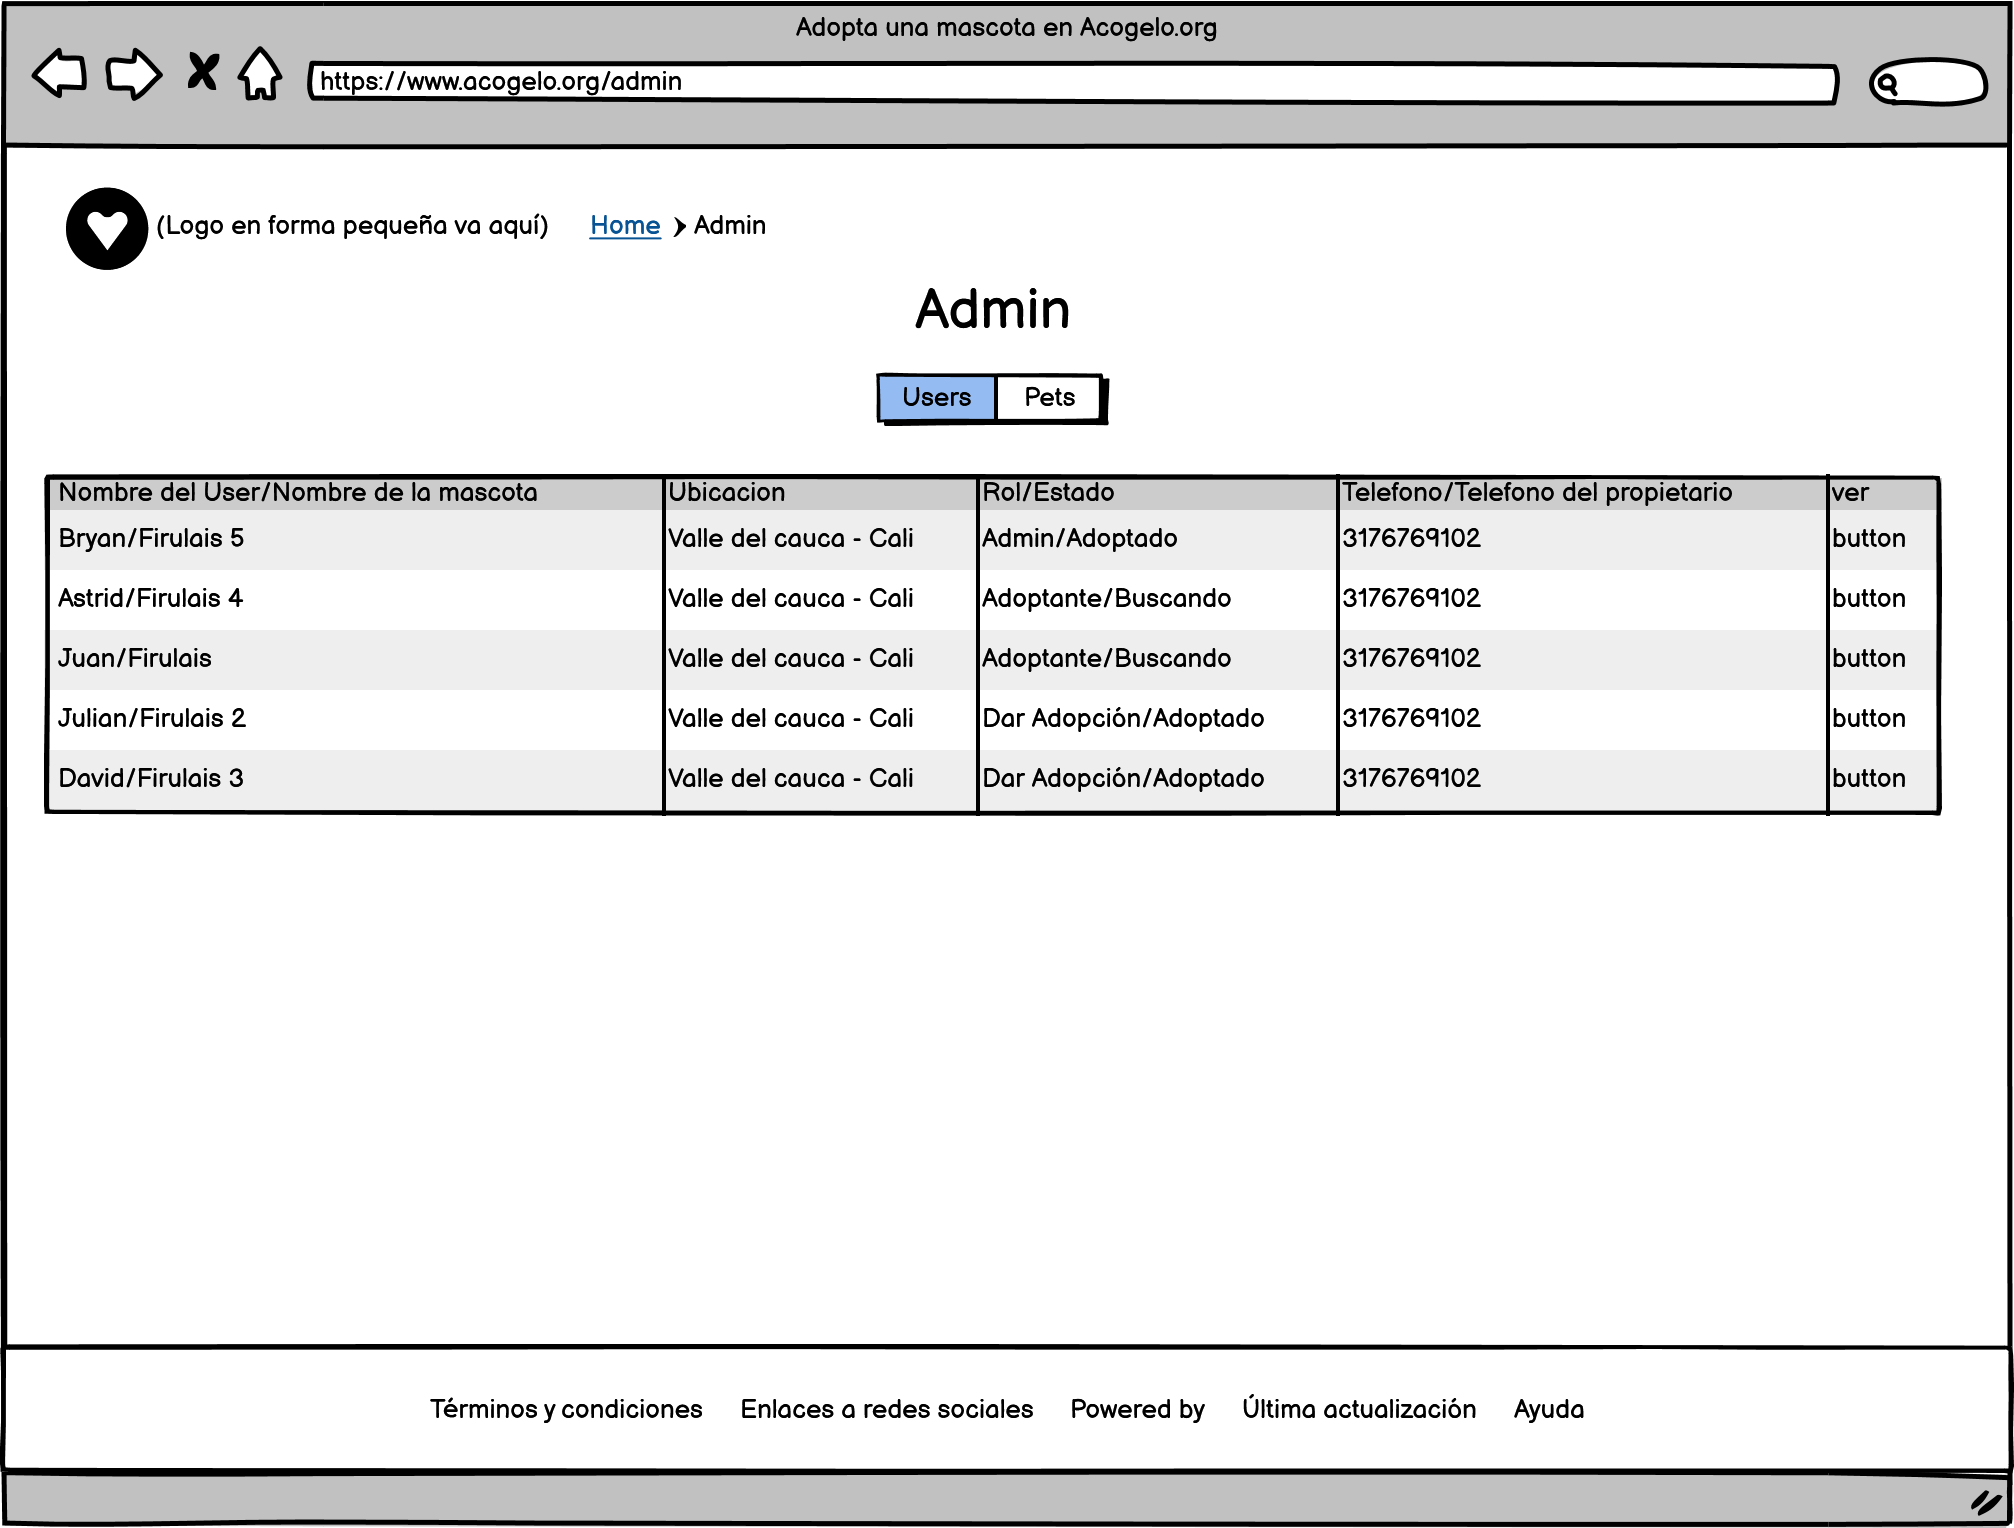 Adopta una mascota en Acogelo.org
https://www.acogelo.org/admin
(Logo en forma pequeña va aquí) Home Admin
Admin
Users Pets
Nombre del User/Nombre de la mascota Ubicacion Rol/Estado Telefono/Telefono del propietario ver
Bryan/Firulais 5 Valle del cauca - Cali Admin/Adoptado 3176769102 button
Astrid/Firulais 4 Valle del cauca - Cali Adoptante/Buscando 3176769102 button
Juan/Firulais Valle del cauca - Cali Adoptante/Buscando 3176769102 button
Julian/Firulais 2 Valle del cauca - Cali Dar Adopción/Adoptado 3176769102 button
David/Firulais 3 Valle del cauca - Cali Dar Adopción/Adoptado 3176769102 button
Términos y condiciones Enlaces a redes sociales Powered by Última actualización Ayuda